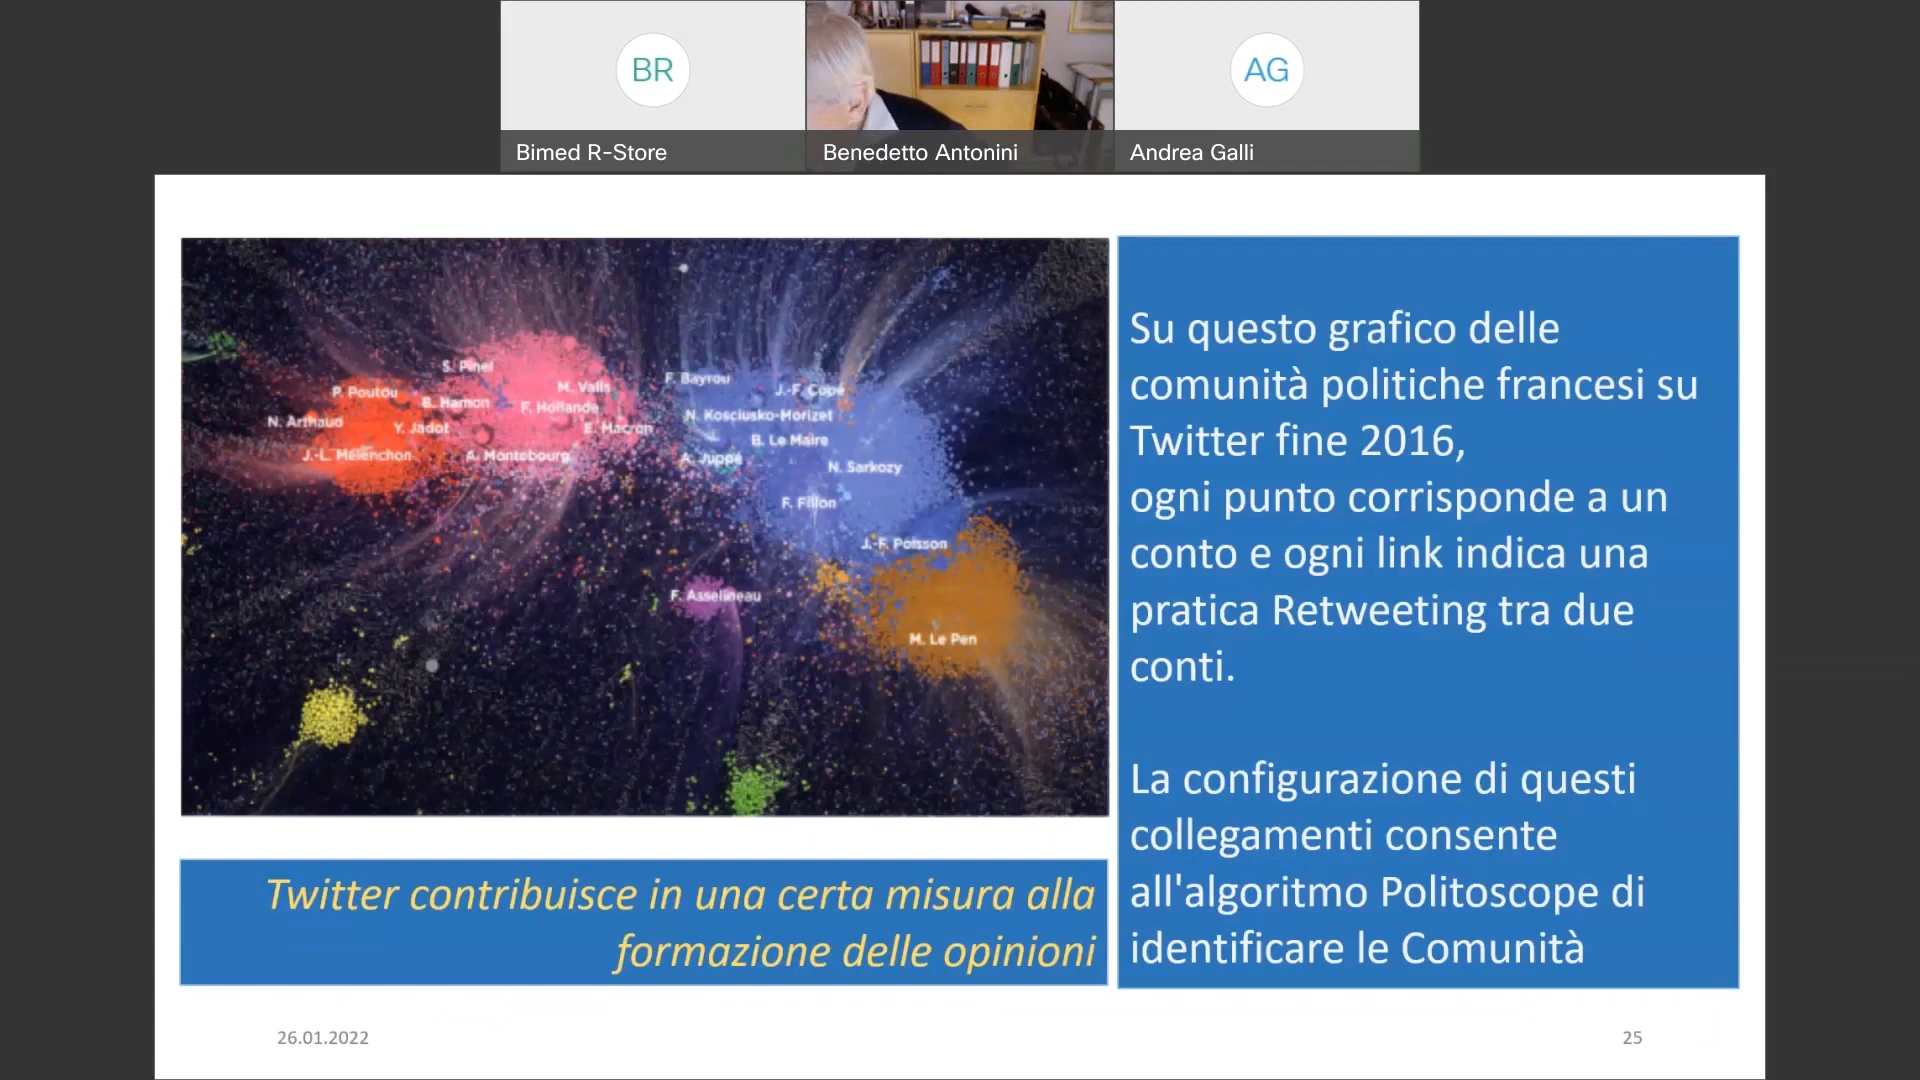 BR
AG
Bimed R-Store
Benedetto Antonini
Andrea Galli
S. Pinel
P. Poutou
B. Hamon
M. Valls
F. Hollande
N. Arthaud
Y. Jadot
E. Macron
J.-L. Mélenchon
A. Montebourg
F. Bayrou
J.-F. Copé
N. Kosciusko-Morizet
B. Le Maire
A. Juppé
N. Sarkozy
F. Fillon
J.-F. Poisson
F. Asselineau
M. Le Pen
Su questo grafico delle
comunità politiche francesi su
Twitter fine 2016,
ogni punto corrisponde a un
conto e ogni link indica una
pratica Retweeting tra due
conti.
La configurazione di questi
collegamenti consente
all'algoritmo Politoscope di
identificare le Comunità
Twitter contribuisce in una certa misura alla
formazione delle opinioni
26.01.2022
25